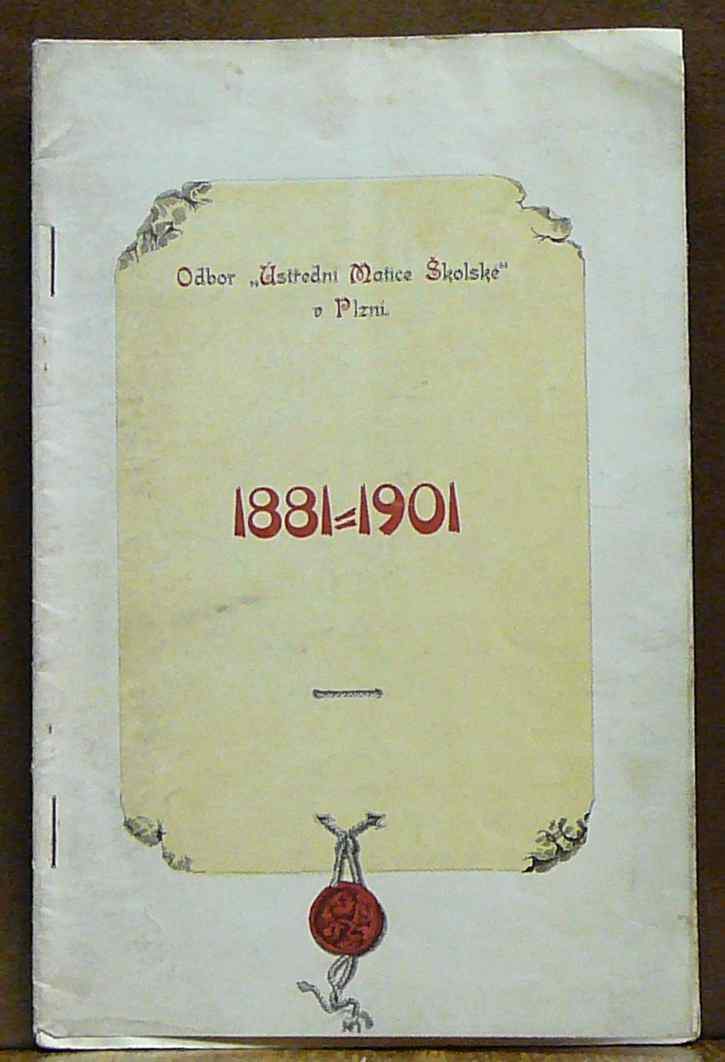 Odbor „Ústřední Matice Školské“
v Plzni.
1881=1901